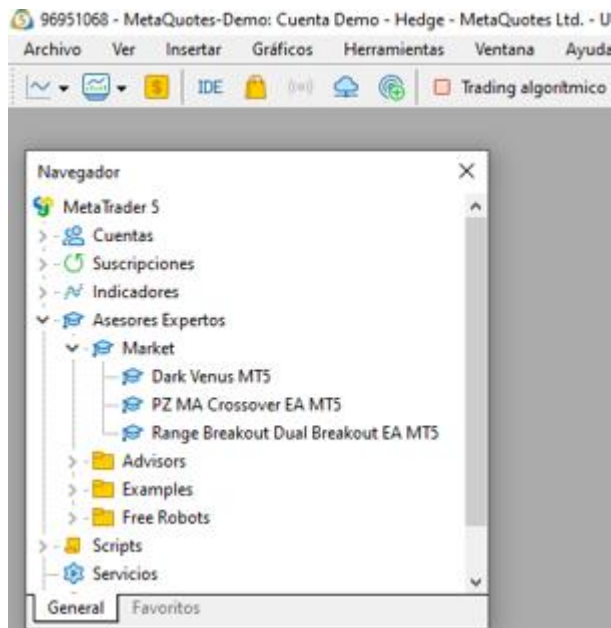 96951068 - MetaQuotes-Demo: Cuenta Demo - Hedge - MetaQuotes Ltd. - U
Archivo Ver Insertar Gráficos Herramientas Ventana Ayuda
IDE Trading algorítmico
Navegador
MetaTrader 5
Cuentas
Suscripciones
Indicadores
Asesores Expertos
Market
Dark Venus MT5
PZ MA Crossover EA MT5
Range Breakout Dual Breakout EA MT5
Advisors
Examples
Free Robots
Scripts
Servicios
General Favoritos